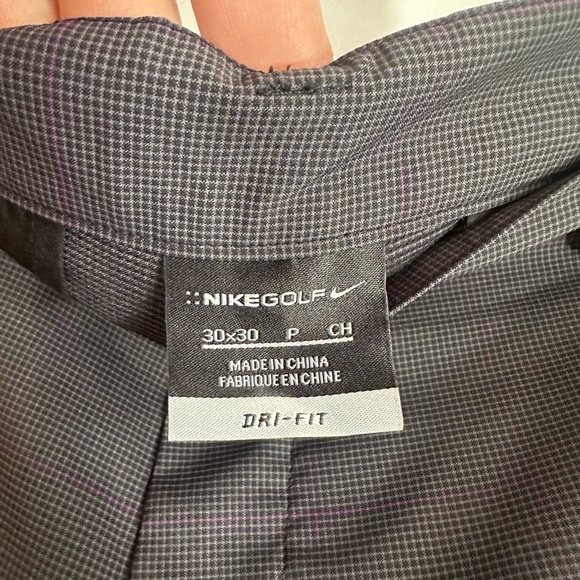 NIKEGOLF
30x30 P CH
MADE IN CHINA
FABRIQUE EN CHINE
DRI-FIT